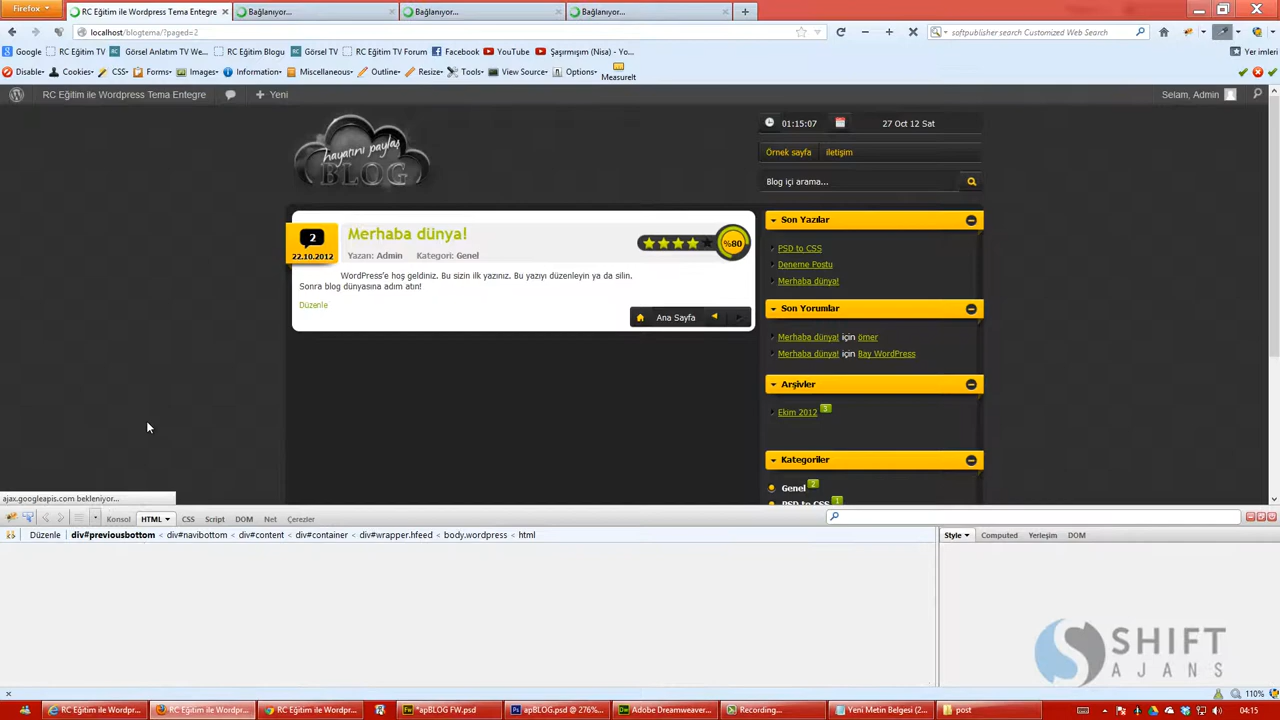 Firefox
RC Eğitim ile Wordpress Tema Entegre
Bağlanıyor...
Bağlanıyor...
Bağlanıyor...
localhost/blogtema/?paged=2
softpublisher search Customized Web Search
Google
RC Eğitim TV
Görsel Anlatım TV We...
RC Eğitim Blogu
Görsel TV
RC Eğitim TV Forum
Facebook
YouTube
Şaşırmışım (Nisa) - Yo...
Yer imleri
Disable
Cookies
CSS
Forms
Images
Information
Miscellaneous
Outline
Resize
Tools
View Source
Options
MeasureIt
RC Eğitim ile Wordpress Tema Entegre
Yeni
Selam, Admin
hayatını paylaş
BLOG
01:15:07
27 Oct 12 Sat
Örnek sayfa
iletişim
Blog içi arama...
2
22.10.2012
Merhaba dünya!
Yazan: Admin
Kategori: Genel
%80
WordPress'e hoş geldiniz. Bu sizin ilk yazınız. Bu yazıyı düzenleyin ya da silin.
Sonra blog dünyasına adım atın!
Düzenle
Ana Sayfa
Son Yazılar
PSD to CSS
Deneme Postu
Merhaba dünya!
Son Yorumlar
Merhaba dünya! için ömer
Merhaba dünya! için Bay WordPress
Arşivler
Ekim 2012 3
Kategoriler
Genel 2
PSD to CSS 1
ajax.googleapis.com bekleniyor...
Konsol
HTML
CSS
Script
DOM
Net
Çerezler
Düzenle
div#previousbottom < div#navibottom < div#content < div#container < div#wrapper.hfeed < body.wordpress < html
Style
Computed
Yerleşim
DOM
SHIFT
AJANS
110%
RC Eğitim ile Wordpr...
RC Eğitim ile Wordpr...
RC Eğitim ile Wordpr...
*apBLOG FW.psd
apBLOG.psd @ 276%...
Adobe Dreamweaver...
Recording...
Yeni Metin Belgesi (2)...
post
04:15